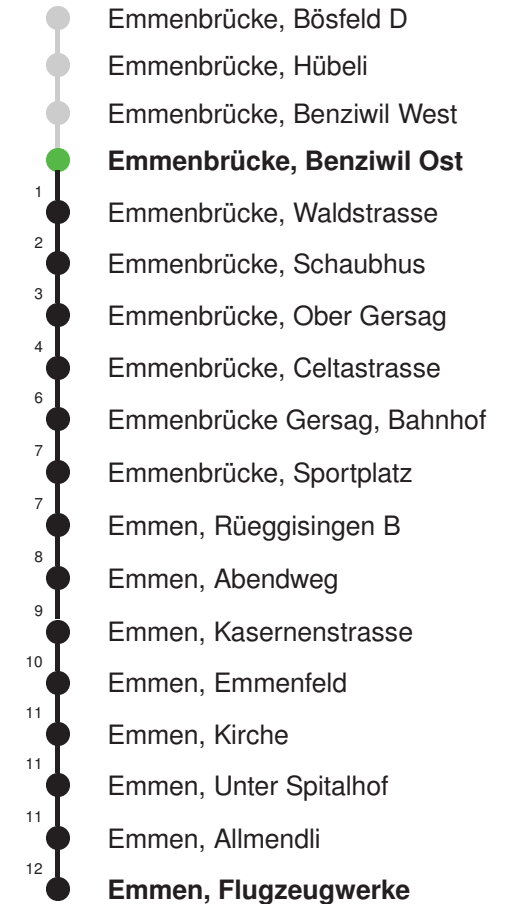 Emmenbrücke, Bösfeld D
Emmenbrücke, Hübeli
Emmenbrücke, Benziwil West
Emmenbrücke, Benziwil Ost
1 Emmenbrücke, Waldstrasse
2 Emmenbrücke, Schaubhus
3 Emmenbrücke, Ober Gersag
4 Emmenbrücke, Celtastrasse
6 Emmenbrücke Gersag, Bahnhof
7 Emmenbrücke, Sportplatz
7 Emmen, Rüeggisingen B
8 Emmen, Abendweg
9 Emmen, Kasernenstrasse
10 Emmen, Emmenfeld
11 Emmen, Kirche
11 Emmen, Unter Spitalhof
11 Emmen, Allmendli
12 Emmen, Flugzeugwerke